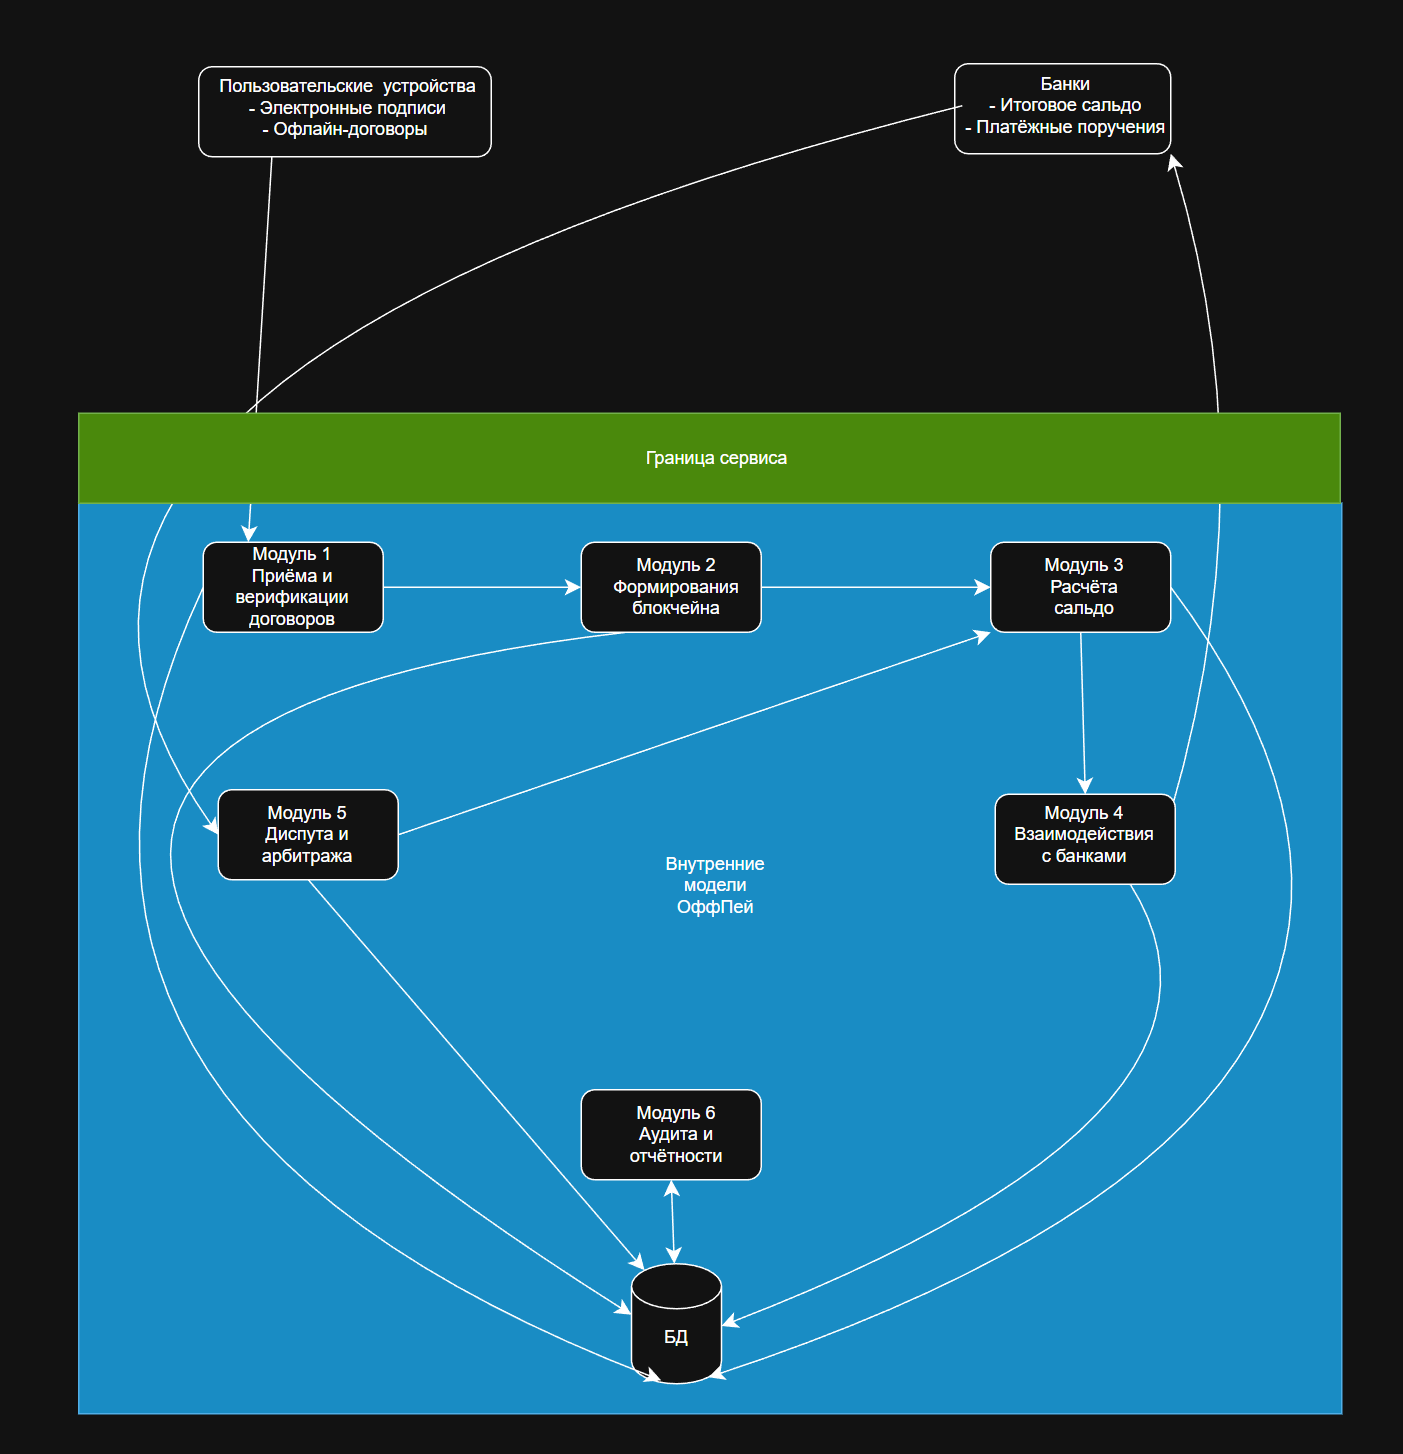 Пользовательские устройства
- Электронные подписи
- Офлайн-договоры
Банки
- Итоговое сальдо
- Платёжные поручения
Граница сервиса
Модуль 1
Приёма и
верификации
договоров
Модуль 2
Формирования
блокчейна
Модуль 3
Расчёта
сальдо
Модуль 5
Диспута и
арбитража
Модуль 4
Взаимодействия
с банками
Внутренние
модели
ОффПей
Модуль 6
Аудита и
отчётности
БД